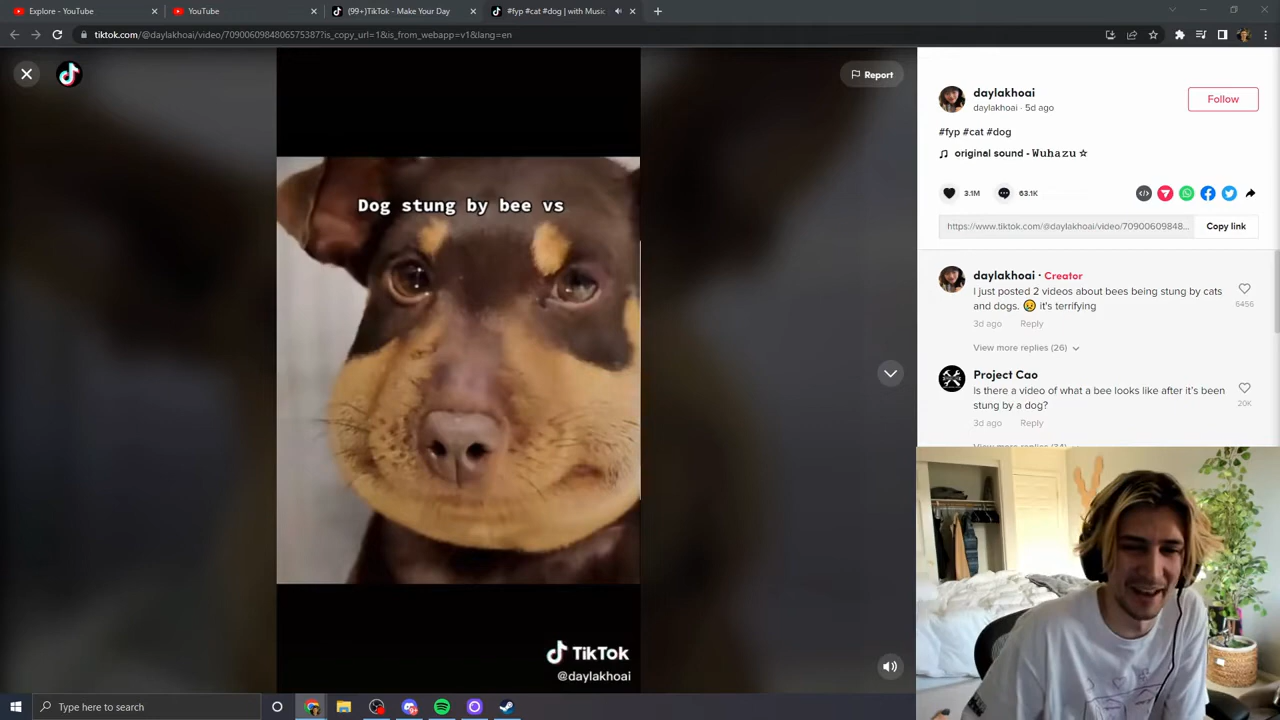 Explore - YouTube
YouTube
(99+)TikTok - Make Your Day
#fyp #cat #dog | with Music
tiktok.com/@daylakhoai/video/7090060984806575387?is_copy_url=1&is_from_webapp=v1&lang=en
Report
Dog stung by bee vs
TikTok
@daylakhoai
daylakhoai
daylakhoai · 5d ago
Follow
#fyp #cat #dog
original sound - Wuhazu ☆
3.1M
63.1K
https://www.tiktok.com/@daylakhoai/video/70900609848...
Copy link
daylakhoai · Creator
I just posted 2 videos about bees being stung by cats
and dogs. 😥 it's terrifying
6456
3d ago Reply
View more replies (26)
Project Cao
Is there a video of what a bee looks like after it's been
stung by a dog?
20K
3d ago Reply
Type here to search